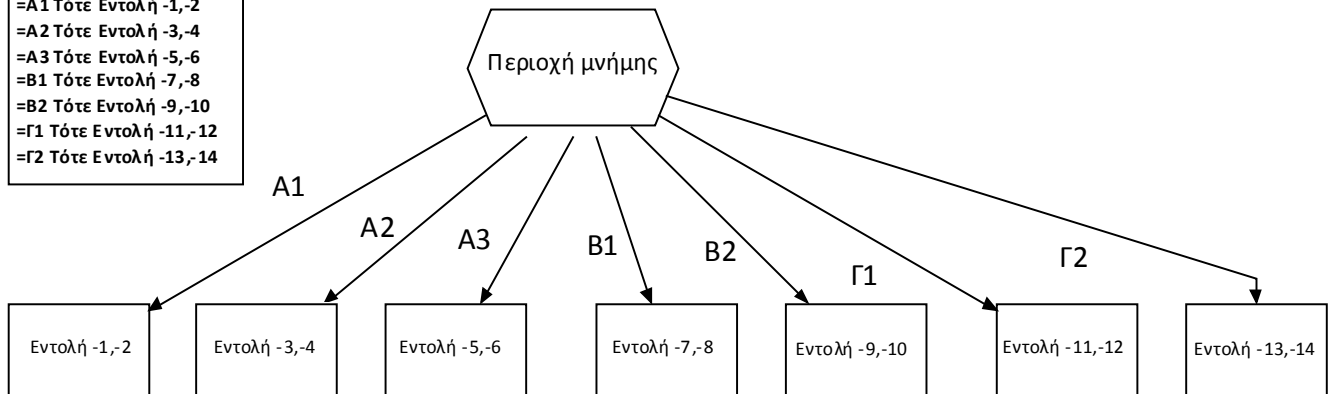 =Α1 Τότε Εντολή -1,-2
=Α2 Τότε Εντολή -3,-4
=Α3 Τότε Εντολή -5,-6
=Β1 Τότε Εντολή -7,-8
=Β2 Τότε Εντολή -9,-10
=Γ1 Τότε Εντολή -11,-12
=Γ2 Τότε Εντολή -13,-14
Περιοχή μνήμης
Α1
Α2
Α3
Β1
Β2
Γ1
Γ2
Εντολή -1,-2
Εντολή -3,-4
Εντολή -5,-6
Εντολή -7,-8
Εντολή -9,-10
Εντολή -11,-12
Εντολή -13,-14